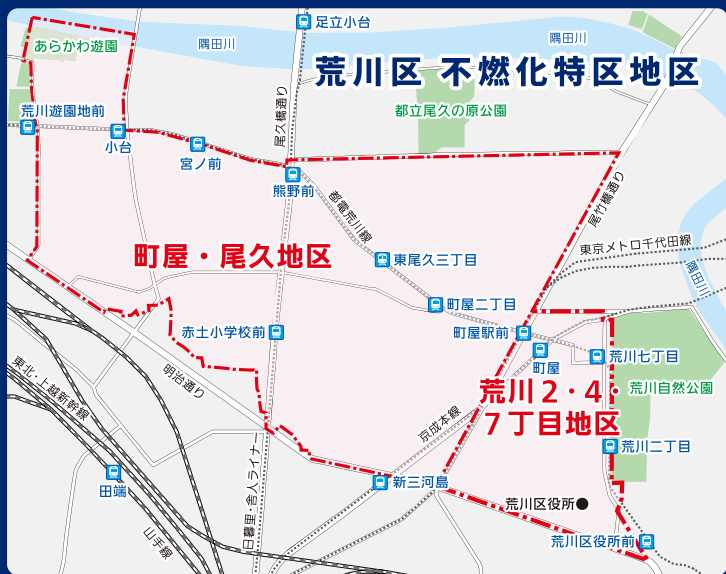 足立小台
あらかわ遊園
隅田川
隅田川
荒川区 不燃化特区地区
尾久橋通り
都立尾久の原公園
荒川遊園地前
小台
宮ノ前
熊野前
尾竹橋通り
都電荒川線
東京メトロ千代田線
町屋・尾久地区
東尾久三丁目
隅田川
町屋二丁目
赤土小学校前
町屋駅前
町屋
荒川七丁目
明治通り
東北・上越新幹線
荒川2・4・
7丁目地区
荒川自然公園
京成本線
荒川二丁目
日暮里・舎人ライナー
田端
新三河島
荒川区役所
山手線
荒川区役所前